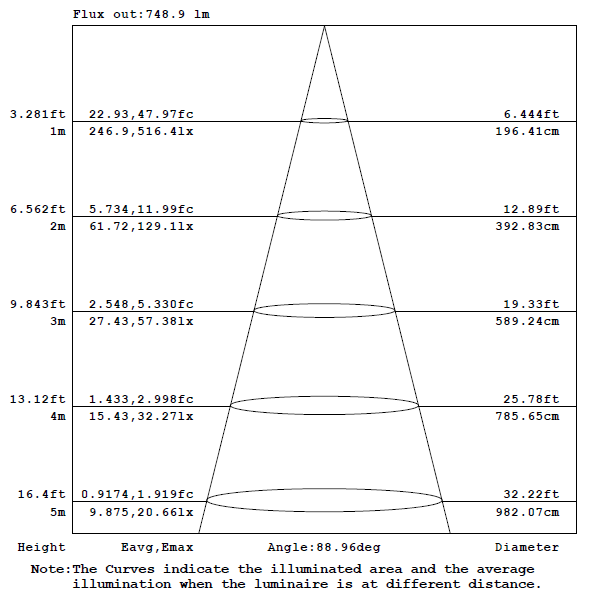 Flux out:748.9 lm
3.281ft 22.93,47.97fc 6.444ft
1m 246.9,516.4lx 196.41cm
6.562ft 5.734,11.99fc 12.89ft
2m 61.72,129.1lx 392.83cm
9.843ft 2.548,5.330fc 19.33ft
3m 27.43,57.38lx 589.24cm
13.12ft 1.433,2.998fc 25.78ft
4m 15.43,32.27lx 785.65cm
16.4ft 0.9174,1.919fc 32.22ft
5m 9.875,20.66lx 982.07cm
Height Eavg,Emax Angle:88.96deg Diameter
Note:The Curves indicate the illuminated area and the average
illumination when the luminaire is at different distance.